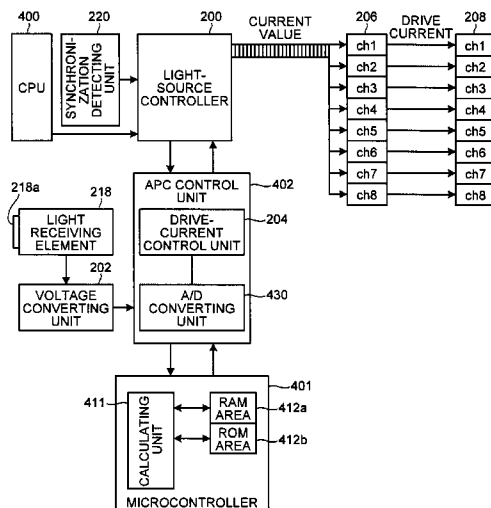 400
220
200
CURRENT
VALUE
206
DRIVE
CURRENT
208
CPU
SYNCHRONI-
ZATION
DETECTING
UNIT
LIGHT-
SOURCE
CONTROLLER
ch1
ch2
ch3
ch4
ch5
ch6
ch7
ch8
ch1
ch2
ch3
ch4
ch5
ch6
ch7
ch8
218a
218
LIGHT
RECEIVING
ELEMENT
202
VOLTAGE
CONVERTING
UNIT
APC CONTROL
UNIT
402
DRIVE-
CURRENT
CONTROL UNIT
204
A/D
CONVERTING
UNIT
430
401
411
CALCULATING
UNIT
RAM
AREA
412a
ROM
AREA
412b
MICROCONTROLLER